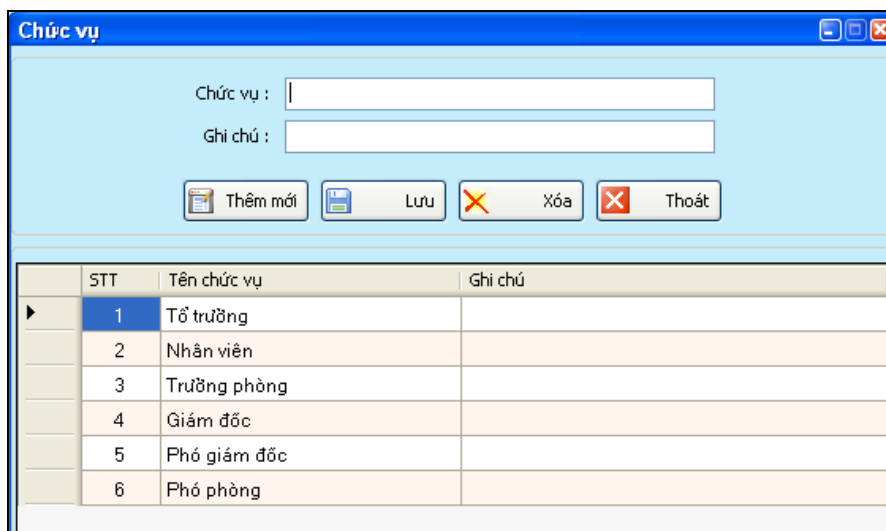 Chức vụ
Chức vụ :
Ghi chú :
Thêm mới Lưu Xóa Thoát
STT Tên chức vụ Ghi chú
1 Tổ trưởng
2 Nhân viên
3 Trưởng phòng
4 Giám đốc
5 Phó giám đốc
6 Phó phòng